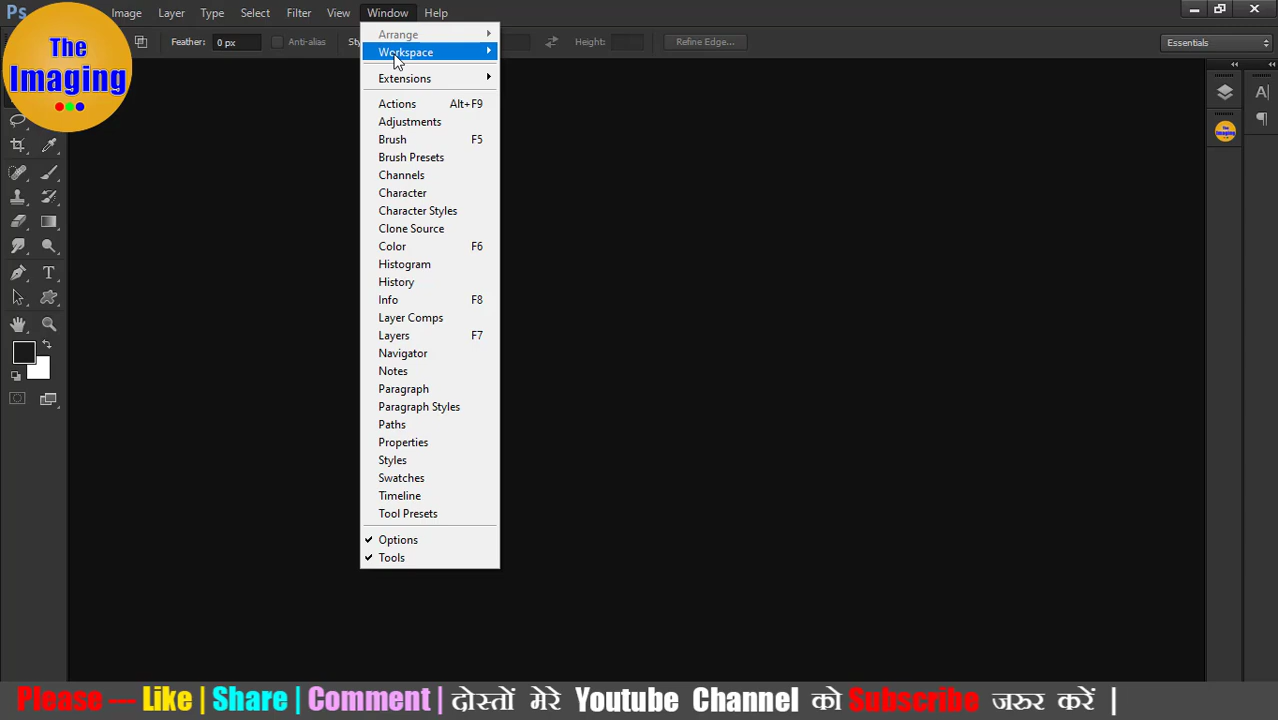 Ps Image Layer Type Select Filter View Window Help
The
Imaging
Feather: 0 px Anti-alias Sty Height: Refine Edge... Essentials
Arrange
Workspace
Extensions
Actions Alt+F9
Adjustments
Brush F5
Brush Presets
Channels
Character
Character Styles
Clone Source
Color F6
Histogram
History
Info F8
Layer Comps
Layers F7
Navigator
Notes
Paragraph
Paragraph Styles
Paths
Properties
Styles
Swatches
Timeline
Tool Presets
Options
Tools
The
Imaging
Please --- Like | Share | Comment | दोस्तों मेरे Youtube Channel को Subscribe जरुर करें |